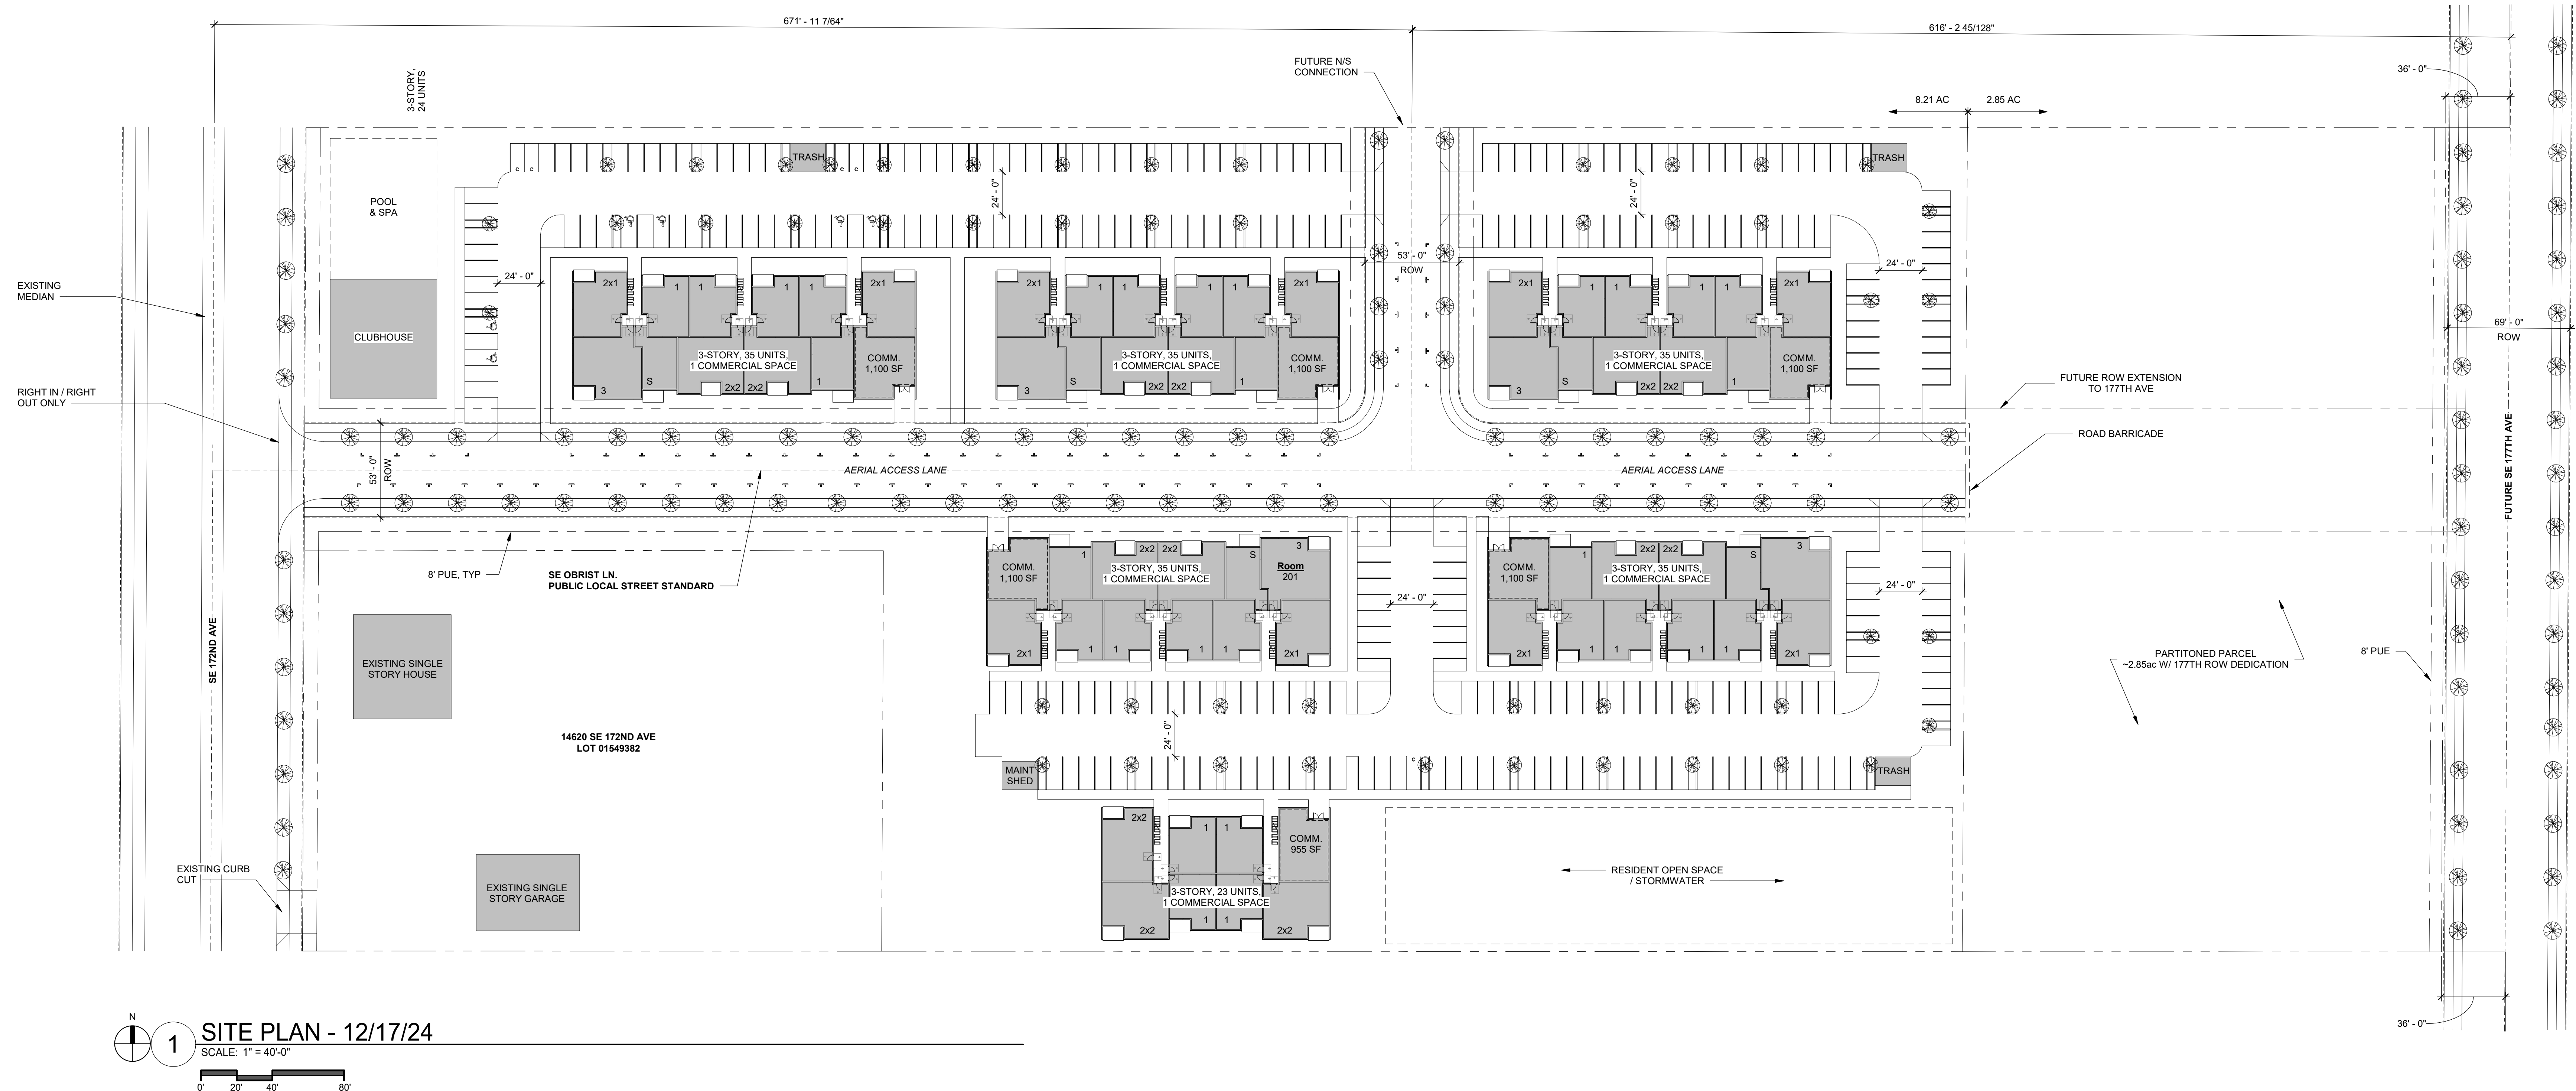 671' - 11 7/64"
616' - 2 45/128"
FUTURE N/S
CONNECTION
36' - 0"
3-STORY,
24 UNITS
8.21 AC
2.85 AC
TRASH
TRASH
c
c
c
c
24' - 0"
24' - 0"
POOL
& SPA
53' - 0"
ROW
24' - 0"
24' - 0"
EXISTING
MEDIAN
2x1
1
1
1
1
2x1
2x1
1
1
1
1
2x1
2x1
1
1
1
1
2x1
69' - 0"
ROW
CLUBHOUSE
3-STORY, 35 UNITS,
1 COMMERCIAL SPACE
COMM.
1,100 SF
3-STORY, 35 UNITS,
1 COMMERCIAL SPACE
COMM.
1,100 SF
3-STORY, 35 UNITS,
1 COMMERCIAL SPACE
COMM.
1,100 SF
3
S
2x2
2x2
1
3
S
2x2
2x2
1
3
S
2x2
2x2
1
FUTURE ROW EXTENSION
TO 177TH AVE
RIGHT IN / RIGHT
OUT ONLY
ROAD BARRICADE
53' - 0"
ROW
AERIAL ACCESS LANE
AERIAL ACCESS LANE
FUTURE SE 177TH AVE
8' PUE, TYP
SE OBRIST LN.
PUBLIC LOCAL STREET STANDARD
COMM.
1,100 SF
1
2x2
2x2
S
3
3-STORY, 35 UNITS,
1 COMMERCIAL SPACE
Room
201
COMM.
1,100 SF
1
2x2
2x2
S
3
3-STORY, 35 UNITS,
1 COMMERCIAL SPACE
24' - 0"
24' - 0"
2x1
1
1
1
1
2x1
2x1
1
1
1
1
2x1
SE 172ND AVE
EXISTING SINGLE
STORY HOUSE
PARTITONED PARCEL
~2.85ac W/ 177TH ROW DEDICATION
8' PUE
14620 SE 172ND AVE
LOT 01549382
24' - 0"
MAINT
SHED
c
TRASH
2x2
1
1
COMM.
955 SF
3-STORY, 23 UNITS,
1 COMMERCIAL SPACE
2x2
1
1
2x2
RESIDENT OPEN SPACE
/ STORMWATER
EXISTING CURB
CUT
EXISTING SINGLE
STORY GARAGE
36' - 0"
N
1
SITE PLAN - 12/17/24
SCALE: 1" = 40'-0"
0'
20'
40'
80'